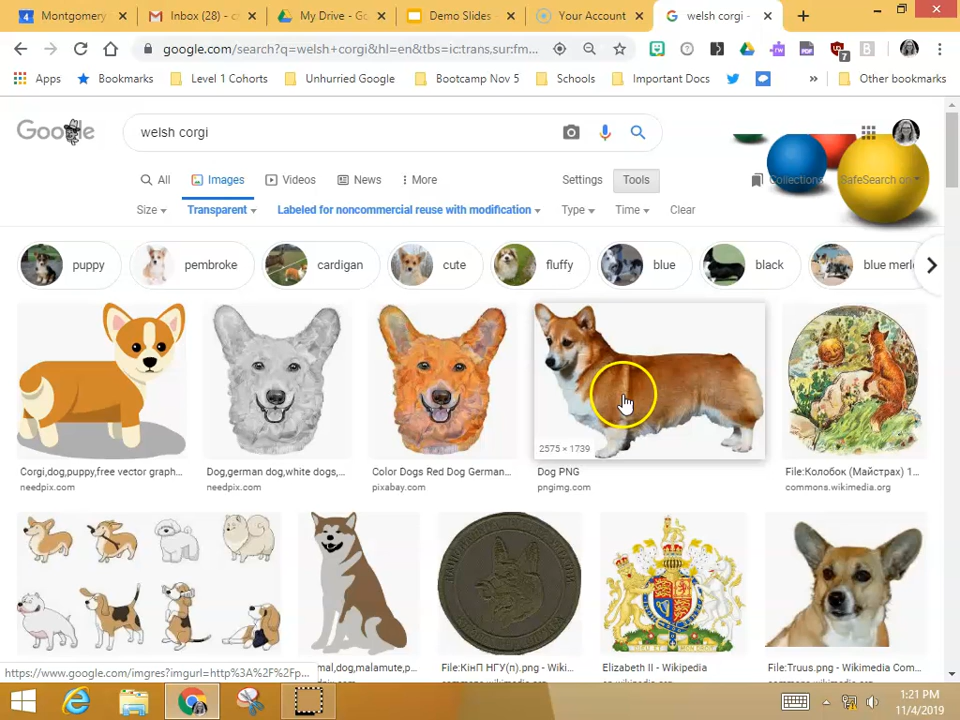 Montgomery
Inbox (28) - c
My Drive - Go
Demo Slides -
Your Account
welsh corgi -
google.com/search?q=welsh+corgi&hl=en&tbs=ic:trans,sur:fm...
7
Apps
Bookmarks
Level 1 Cohorts
Unhurried Google
Bootcamp Nov 5
Schools
Important Docs
»
Other bookmarks
Google
welsh corgi
All
Images
Videos
News
More
Settings
Tools
Collections
SafeSearch on
Size
Transparent
Labeled for noncommercial reuse with modification
Type
Time
Clear
puppy
pembroke
cardigan
cute
fluffy
blue
black
blue merle
2575 × 1739
Corgi,dog,puppy,free vector graph...
needpix.com
Dog,german dog,white dogs,...
needpix.com
Color Dogs Red Dog German...
pixabay.com
Dog PNG
pngimg.com
File:Колобок (Майстрах) 1...
commons.wikimedia.org
mal,dog,malamute,p...
File:КінП НГУ(п).png - Wiki...
Elizabeth II - Wikipedia
File:Truus.png - Wikimedia Com...
https://www.google.com/imgres?imgurl=http%3A%2F%2Fp...
1:21 PM
11/4/2019